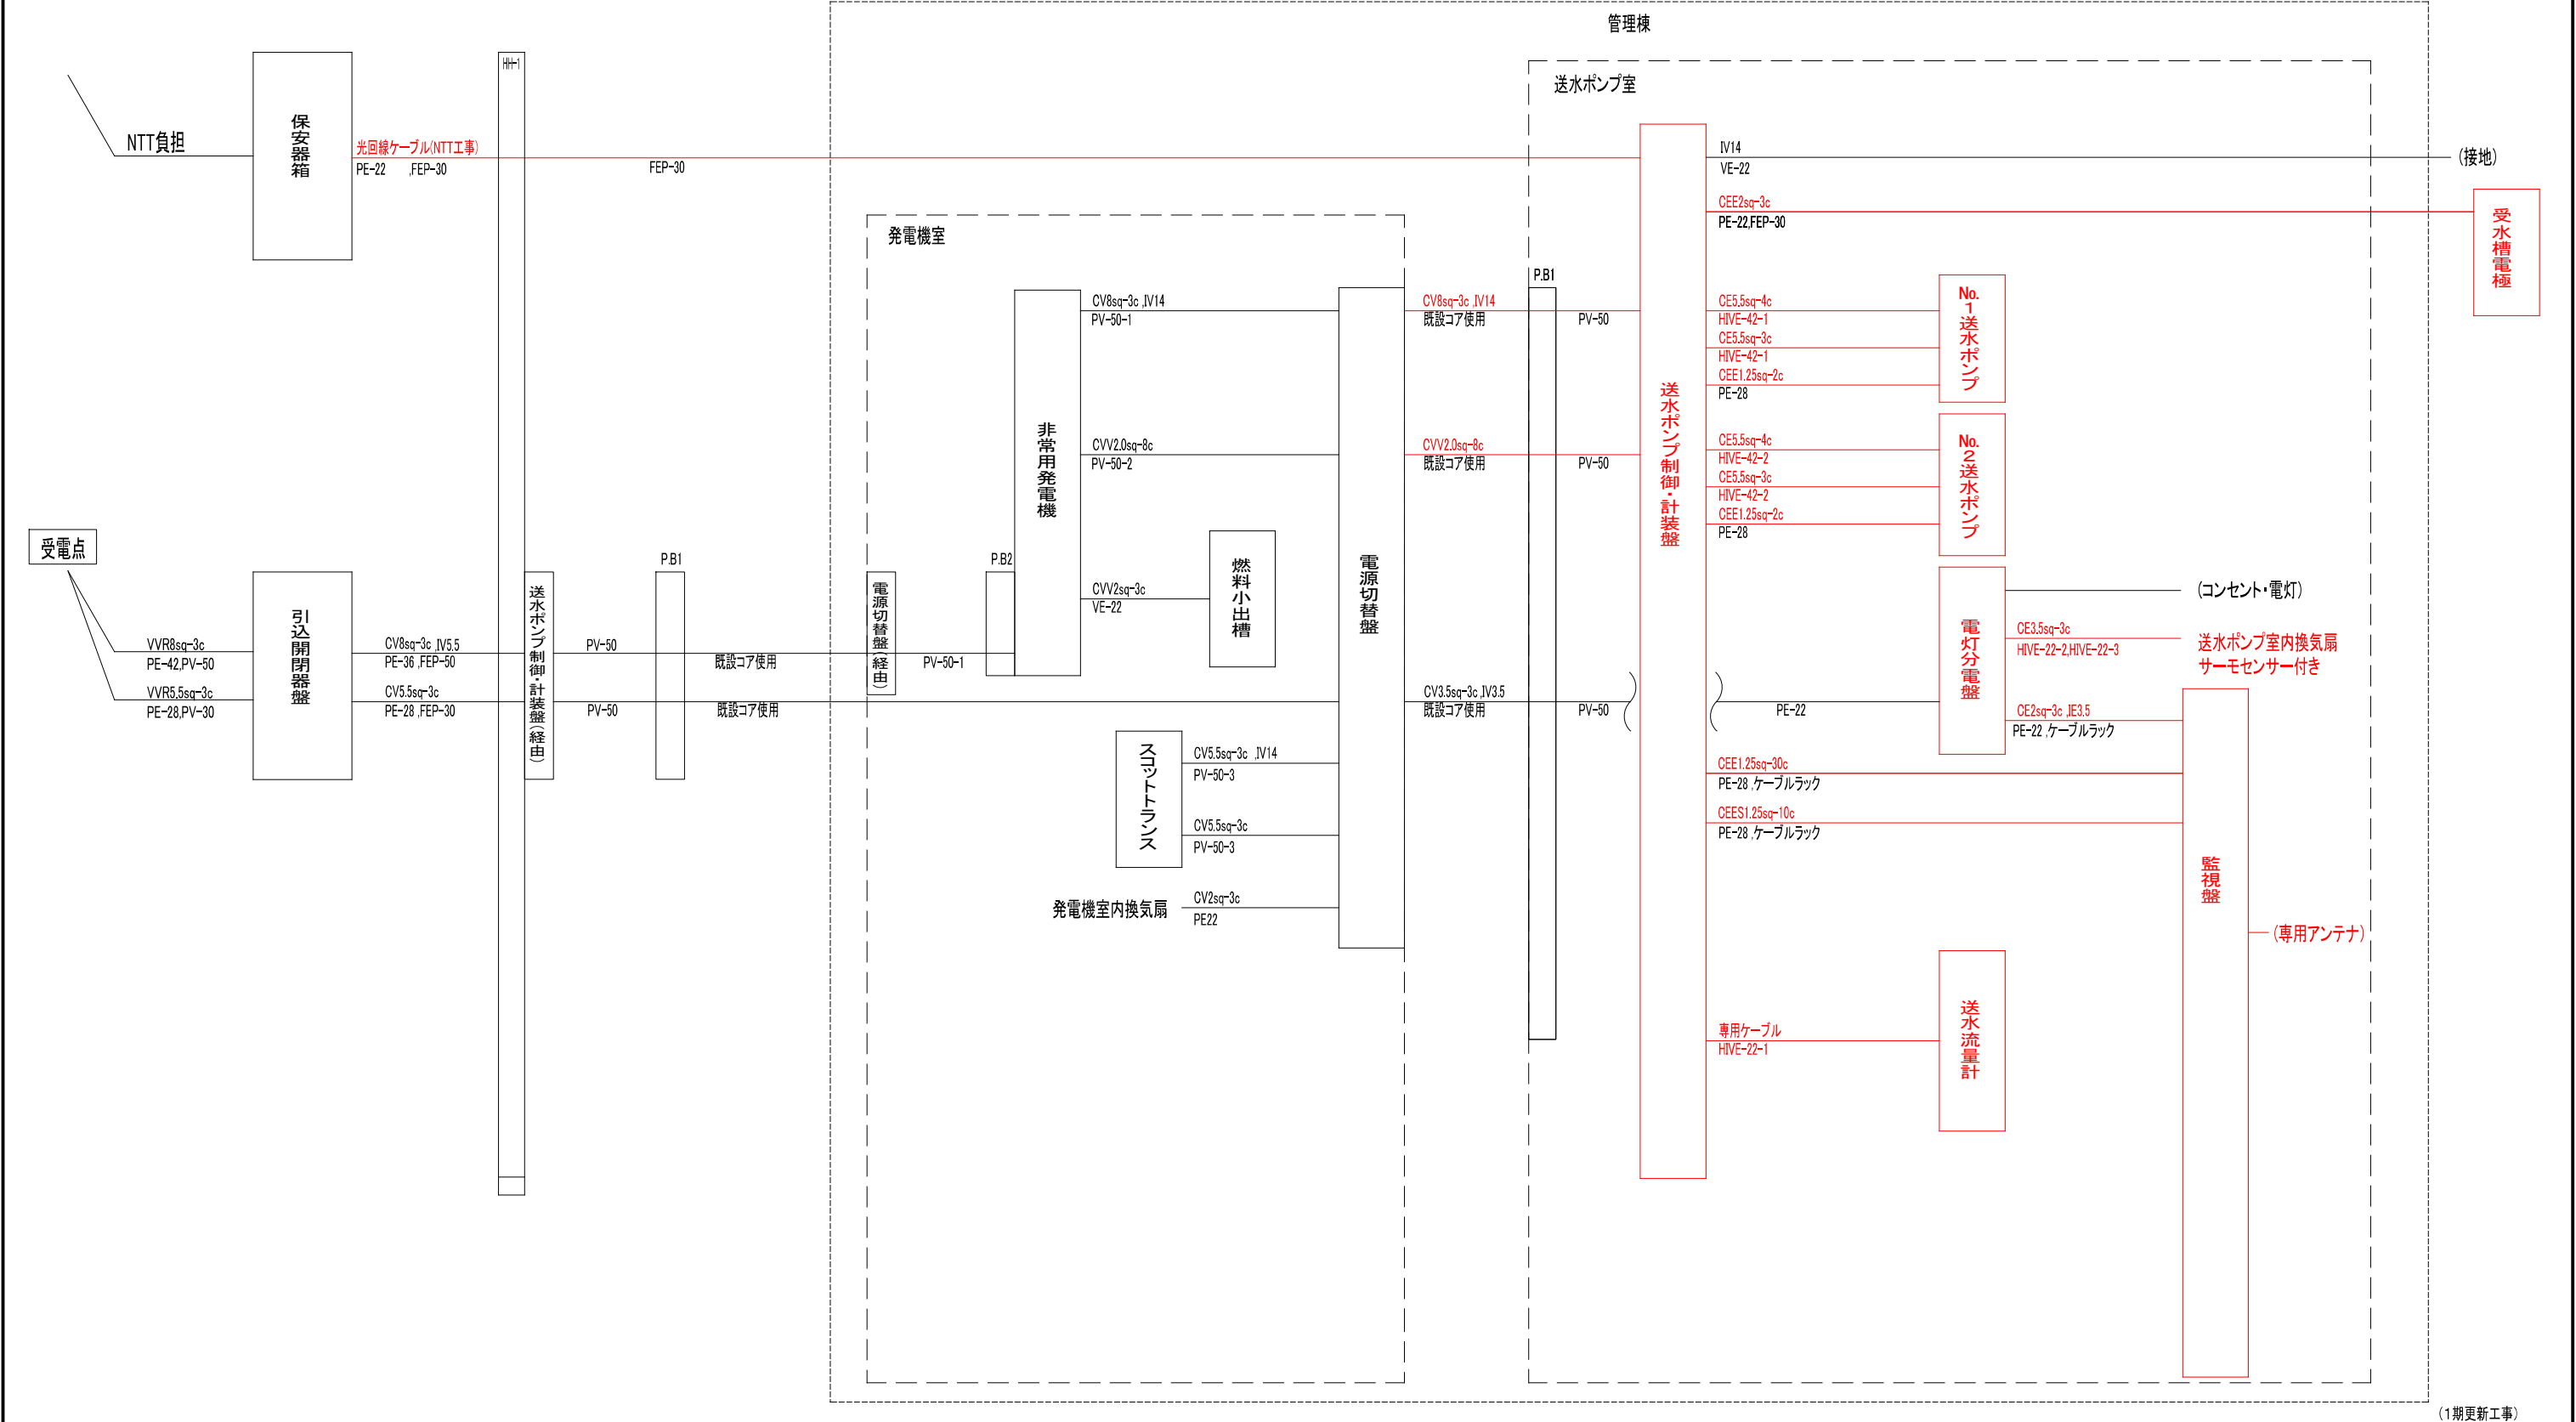 管理棟
送水ポンプ室
HH-1
保安器箱
NTT負担
光回線ケーブル(NTT工事)
PE-22 ,FEP-30
FEP-30
IV14
VE-22
(接地)
CEE2sq-3c
PE-22,FEP-30
受水槽電極
発電機室
P.B1
CV8sq-3c ,IV14
PV-50-1
CV8sq-3c ,IV14
既設コア使用
PV-50
CE5.5sq-4c
HIVE-42-1
CE5.5sq-3c
HIVE-42-1
CEE1.25sq-2c
PE-28
No.1送水ポンプ
非常用発電機
CVV2.0sq-8c
PV-50-2
CVV2.0sq-8c
既設コア使用
PV-50
送水ポンプ制御・計装盤
CE5.5sq-4c
HIVE-42-2
CE5.5sq-3c
HIVE-42-2
CEE1.25sq-2c
PE-28
No.2送水ポンプ
受電点
P.B1
P.B2
CVV2sq-3c
VE-22
燃料小出槽
電源切替盤
引込開閉器盤
送水ポンプ制御・計装盤(経由)
電源切替盤(経由)
VVR8sq-3c
PE-42,PV-50
VVR5.5sq-3c
PE-28,PV-30
CV8sq-3c ,IV5.5
PE-36 ,FEP-50
CV5.5sq-3c
PE-28 ,FEP-30
PV-50
既設コア使用
PV-50-1
PV-50
既設コア使用
CV3.5sq-3c ,IV3.5
既設コア使用
PV-50
PE-22
電灯分電盤
(コンセント・電灯)
CE3.5sq-3c
HIVE-22-2,HIVE-22-3
送水ポンプ室内換気扇
サーモセンサー付き
CE2sq-3c ,IE3.5
PE-22 ,ケーブルラック
スコットトランス
CV5.5sq-3c ,IV14
PV-50-3
CV5.5sq-3c
PV-50-3
CEE1.25sq-30c
PE-28 ,ケーブルラック
CEES1.25sq-10c
PE-28 ,ケーブルラック
監視盤
発電機室内換気扇
CV2sq-3c
PE22
(専用アンテナ)
専用ケーブル
HIVE-22-1
送水流量計
(1期更新工事)